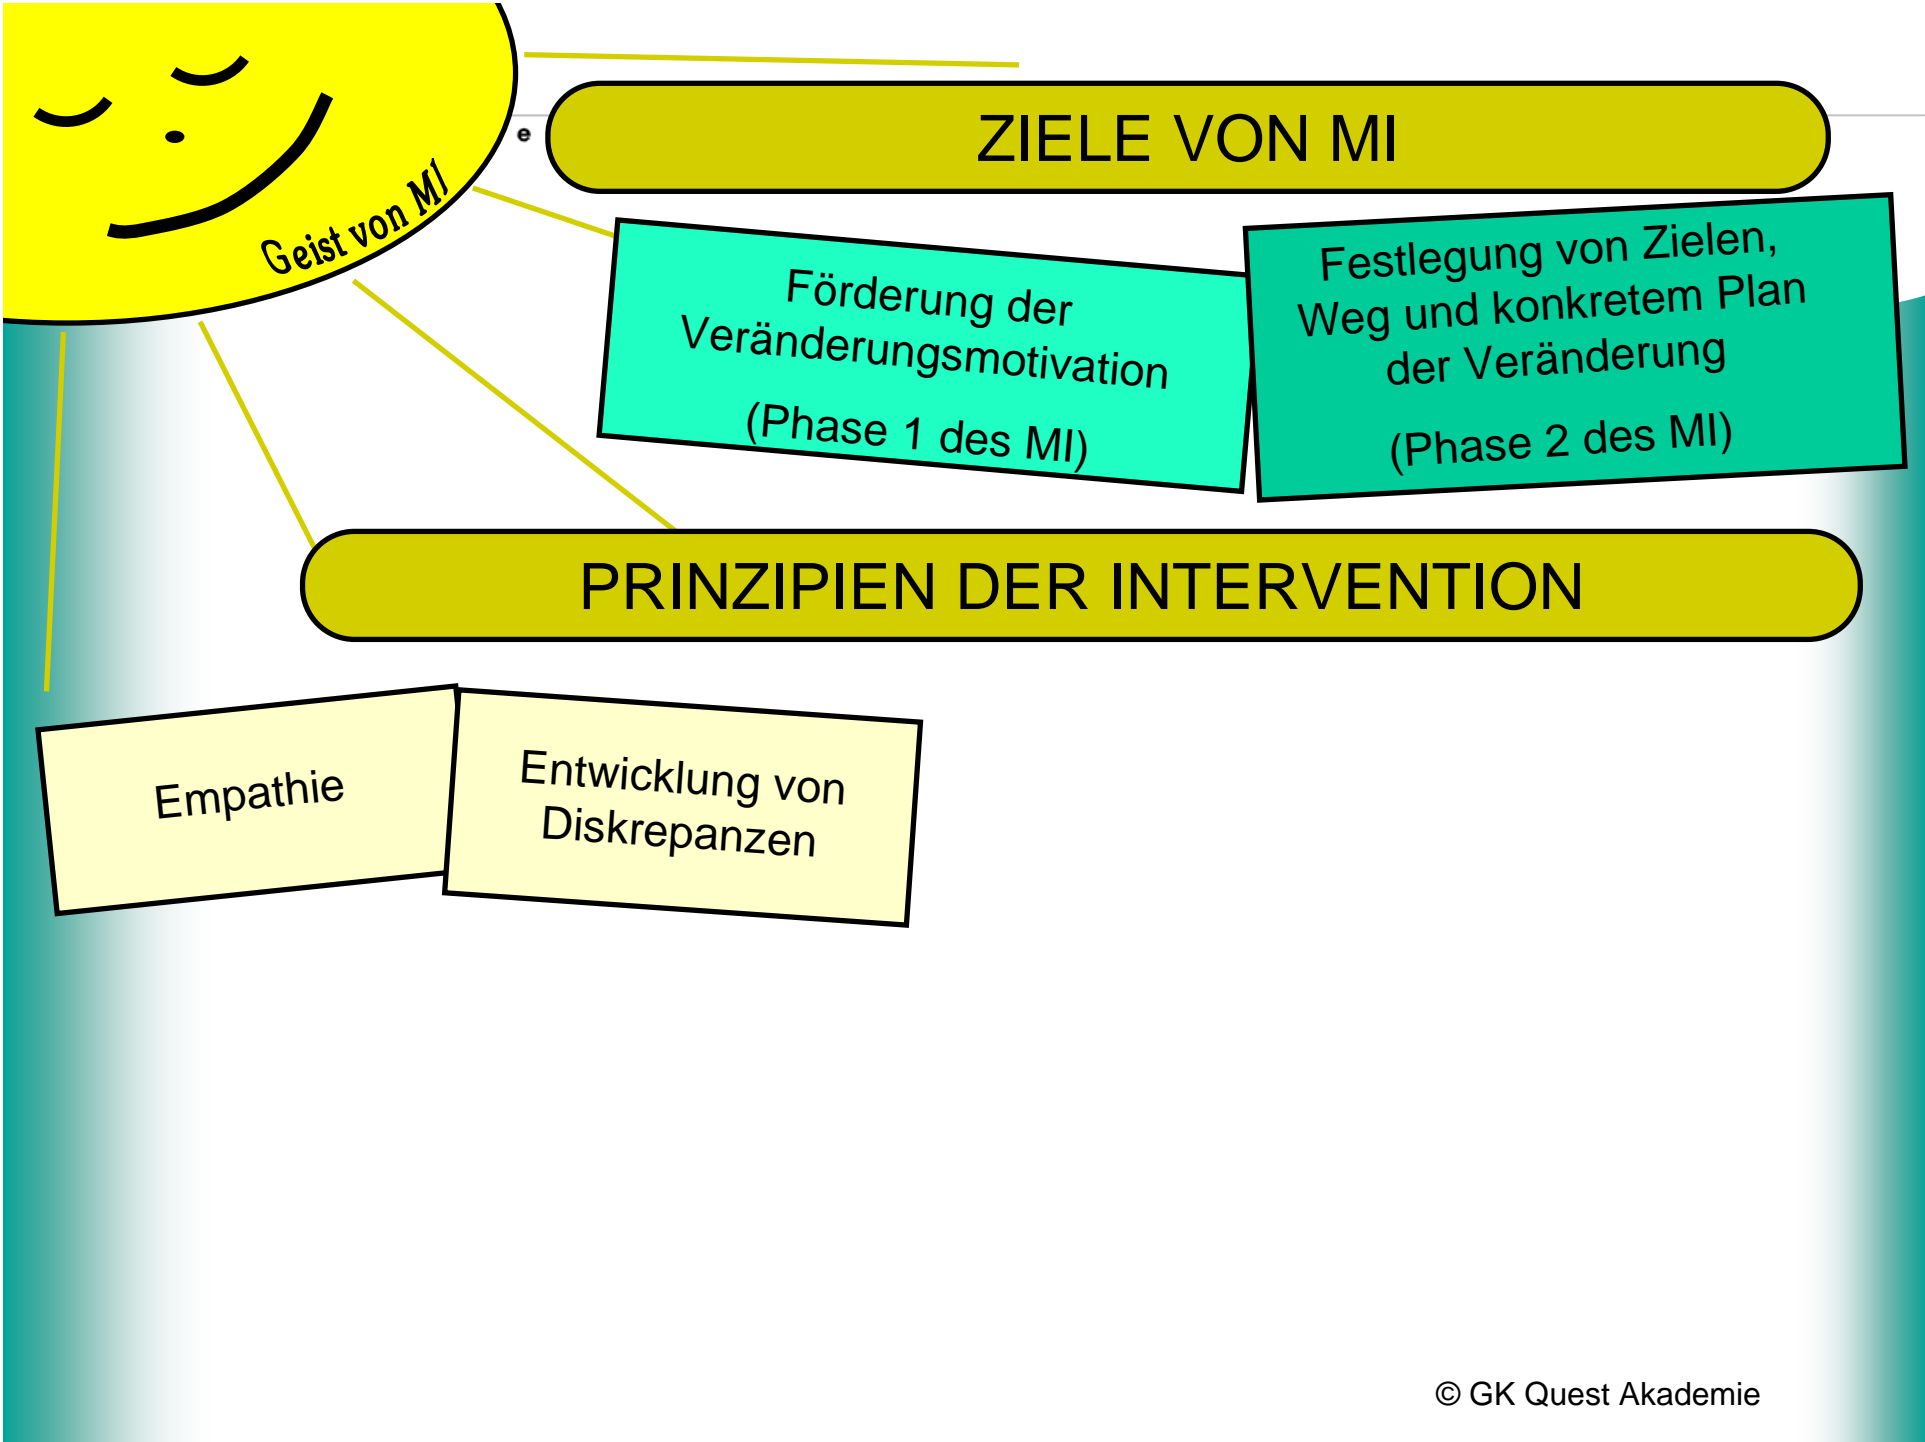 Geist von MI
e
ZIELE VON MI
Förderung der
Veränderungsmotivation
(Phase 1 des MI)
Festlegung von Zielen,
Weg und konkretem Plan
der Veränderung
(Phase 2 des MI)
PRINZIPIEN DER INTERVENTION
Empathie
Entwicklung von
Diskrepanzen
© GK Quest Akademie